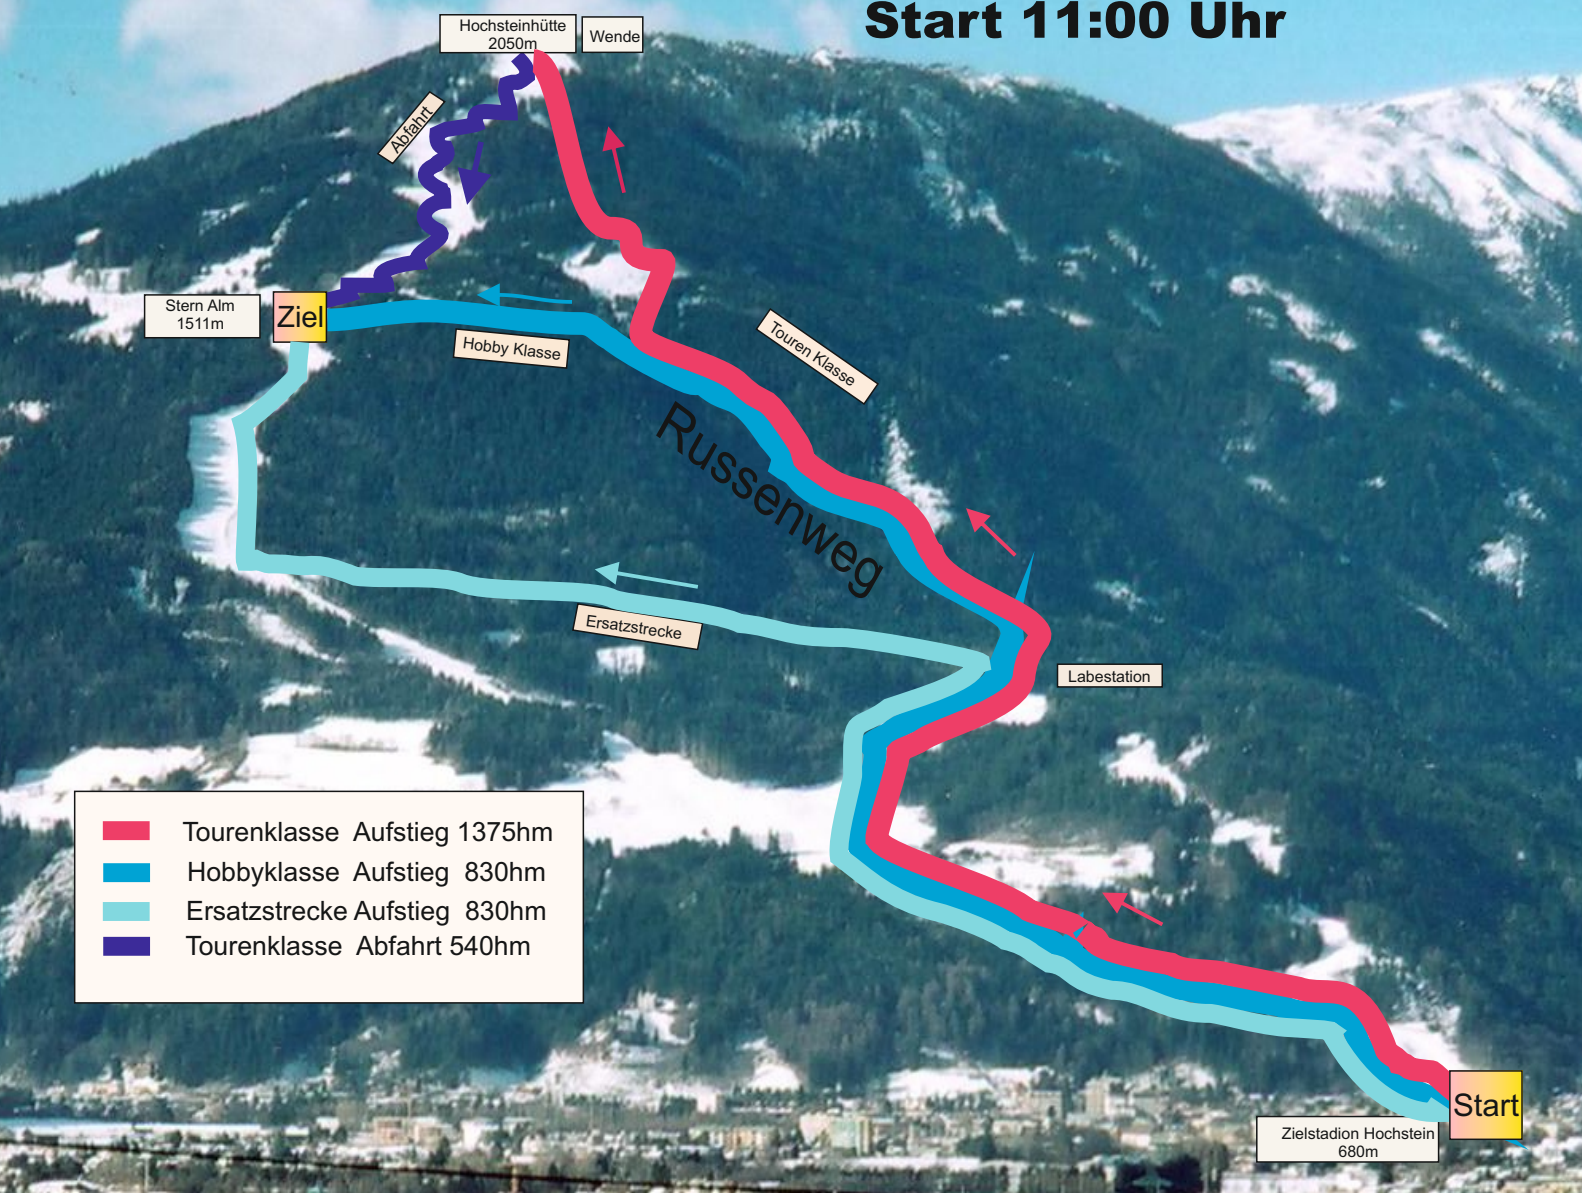 Start 11:00 Uhr
Hochsteinhütte
2050m
Wende
Abfahrt
Stern Alm
1511m
Ziel
Hobby Klasse
Touren Klasse
Russenweg
Ersatzstrecke
Labestation
Tourenklasse Aufstieg 1375hm
Hobbyklasse Aufstieg 830hm
Ersatzstrecke Aufstieg 830hm
Tourenklasse Abfahrt 540hm
Start
Zielstadion Hochstein
680m